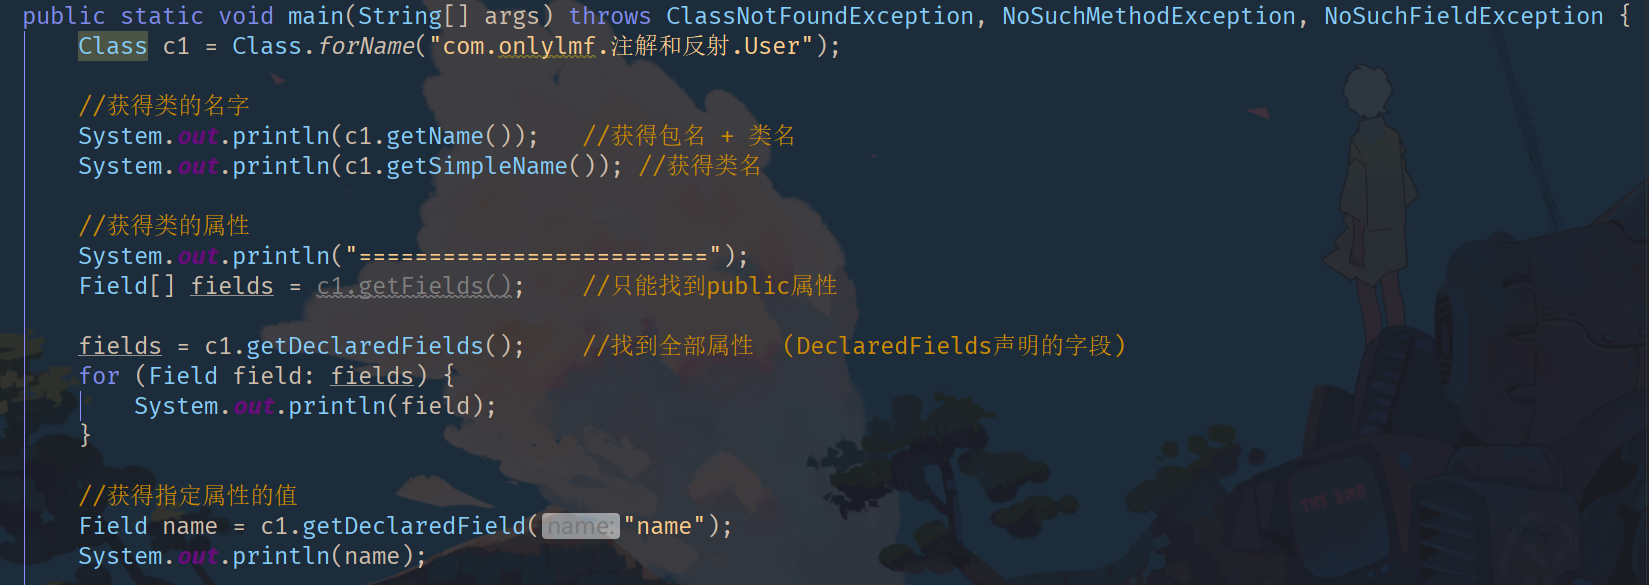 public static void main(String[] args) throws ClassNotFoundException, NoSuchMethodException, NoSuchFieldException {
Class c1 = Class.forName("com.onlylmf.注解和反射.User");
//获得类的名字
System.out.println(c1.getName());   //获得包名 + 类名
System.out.println(c1.getSimpleName()); //获得类名
//获得类的属性
System.out.println("=========================");
Field[] fields = c1.getFields();    //只能找到public属性
fields = c1.getDeclaredFields();    //找到全部属性 （DeclaredFields声明的字段）
for (Field field: fields) {
System.out.println(field);
}
//获得指定属性的值
Field name = c1.getDeclaredField( name: "name");
System.out.println(name);
THE END